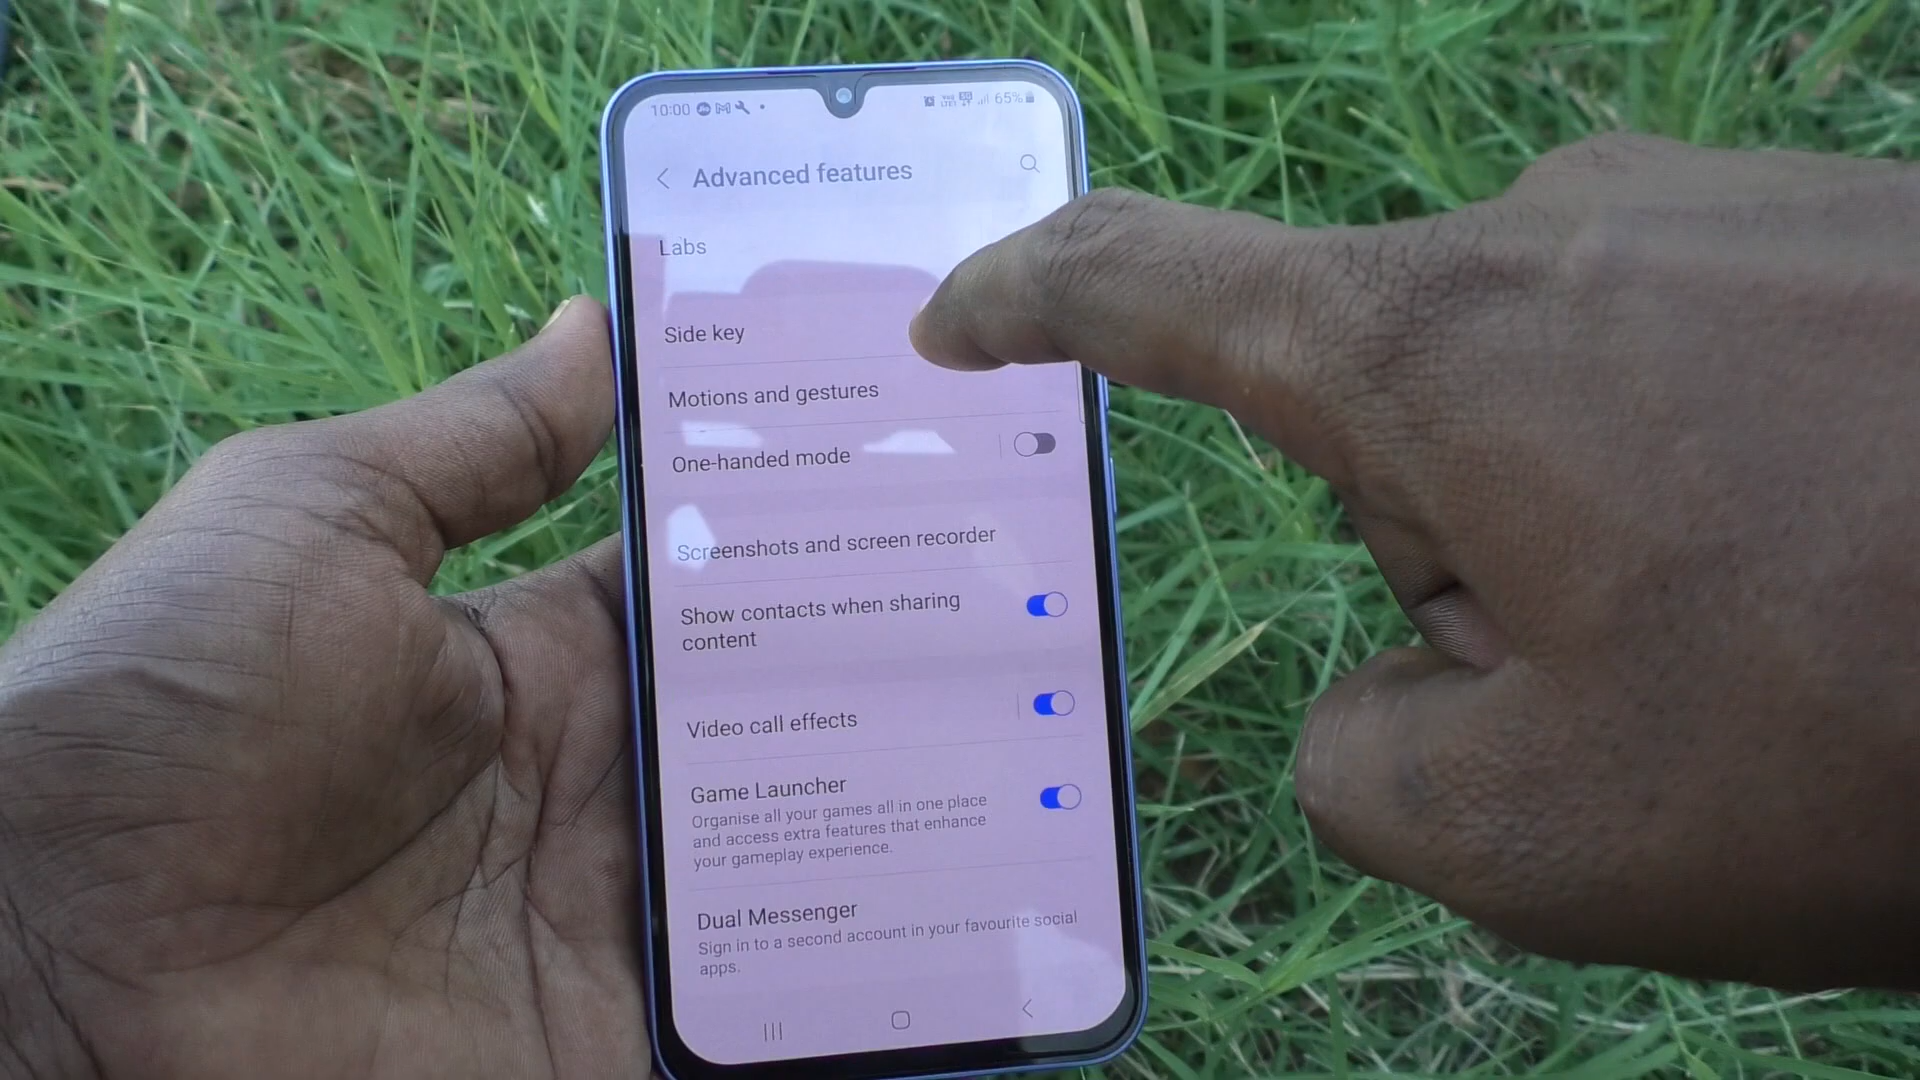 10:00 65%
Advanced features
Labs
Side key
Motions and gestures
One-handed mode
Screenshots and screen recorder
Show contacts when sharing
content
Video call effects
Game Launcher
Organise all your games all in one place
and access extra features that enhance
your gameplay experience.
Dual Messenger
Sign in to a second account in your favourite social
apps.